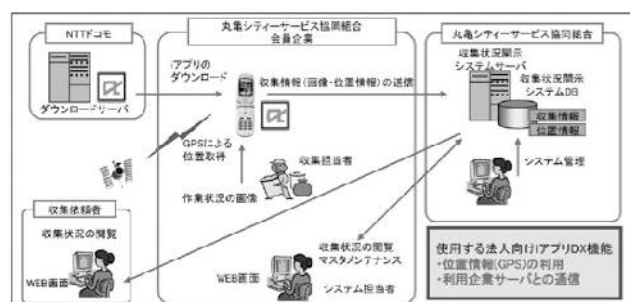 NTTドコモ
ダウンロードサーバ
丸亀シティーサービス協同組合
会員企業
iアプリの
ダウンロード
収集情報(画像・位置情報)の送信
GPSによる
位置取得
作業状況の画像
収集担当者
収集状況の閲覧
マスタメンテナンス
WEB画面
システム担当者
丸亀シティーサービス協同組合
収集状況開示
システムサーバ
収集状況開示
システムDB
収集情報
位置情報
システム管理
収集依頼者
収集状況の閲覧
WEB画面
使用する法人向けiアプリDX機能
・位置情報(GPS)の利用
・利用企業サーバとの通信